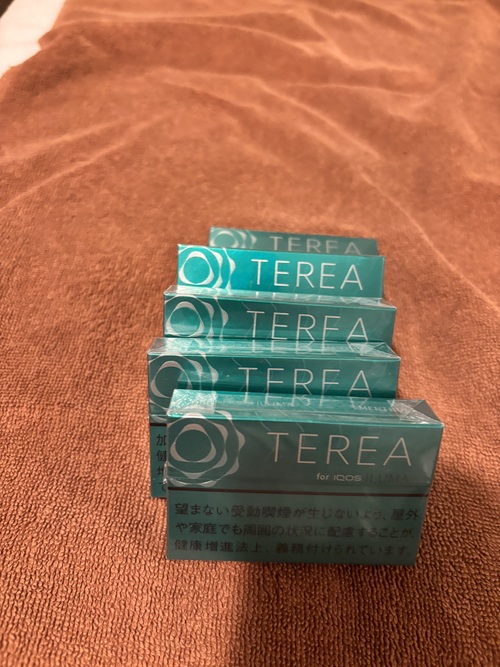 TEREA
TEREA
TEREA
TEREA
加
健
TEREA
for IQOS ILUMA
望まない受動喫煙が生じないよう、屋外
や家庭でも周囲の状況に配慮することが、
健康増進法上、義務付けられています。